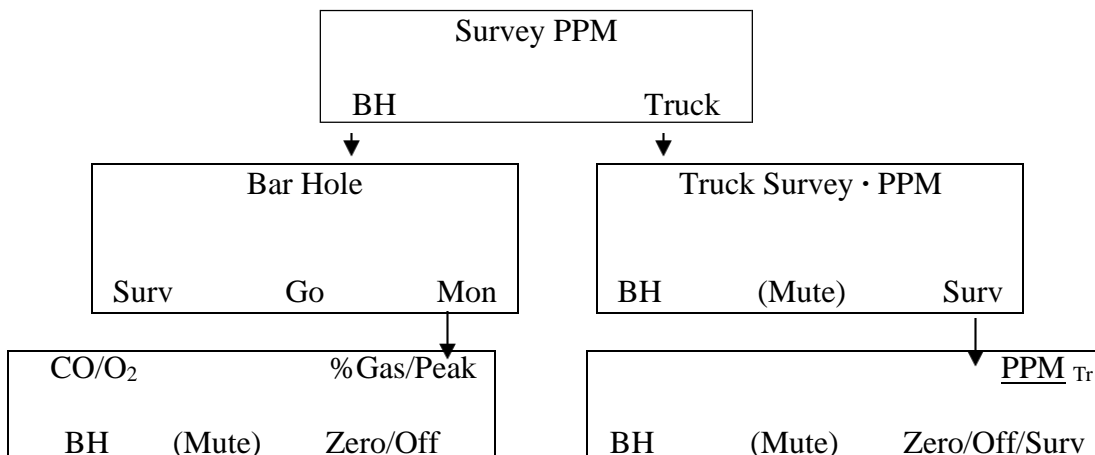 Survey PPM
BH Truck
Bar Hole
Surv Go Mon
Truck Survey · PPM
BH (Mute) Surv
CO/O₂ %Gas/Peak
BH (Mute) Zero/Off
PPM Tr
BH (Mute) Zero/Off/Surv